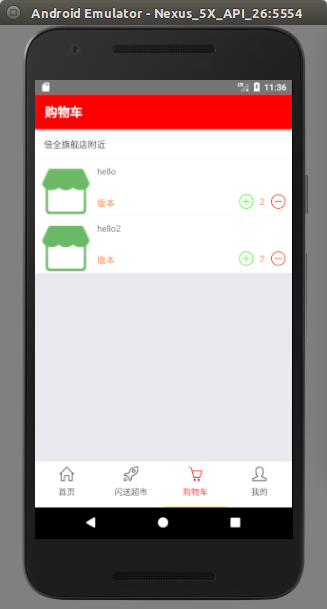 Android Emulator - Nexus_5X_API_26:5554
11:36
购物车
倍全旗舰店附近
hello
版本
2
hello2
版本
2
首页 闪送超市 购物车 我的